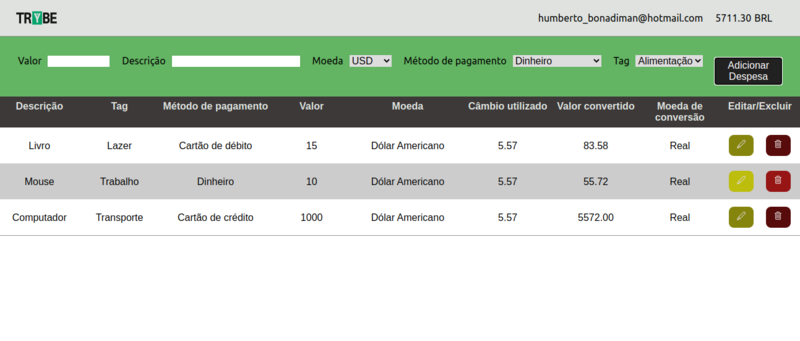 TRYBE humberto_bonadiman@hotmail.com 5711.30 BRL
Valor Descrição Moeda USD Método de pagamento Dinheiro Tag Alimentação Adicionar
Despesa
Descrição Tag Método de pagamento Valor Moeda Câmbio utilizado Valor convertido Moeda de
conversão Editar/Excluir
Livro Lazer Cartão de débito 15 Dólar Americano 5.57 83.58 Real
Mouse Trabalho Dinheiro 10 Dólar Americano 5.57 55.72 Real
Computador Transporte Cartão de crédito 1000 Dólar Americano 5.57 5572.00 Real